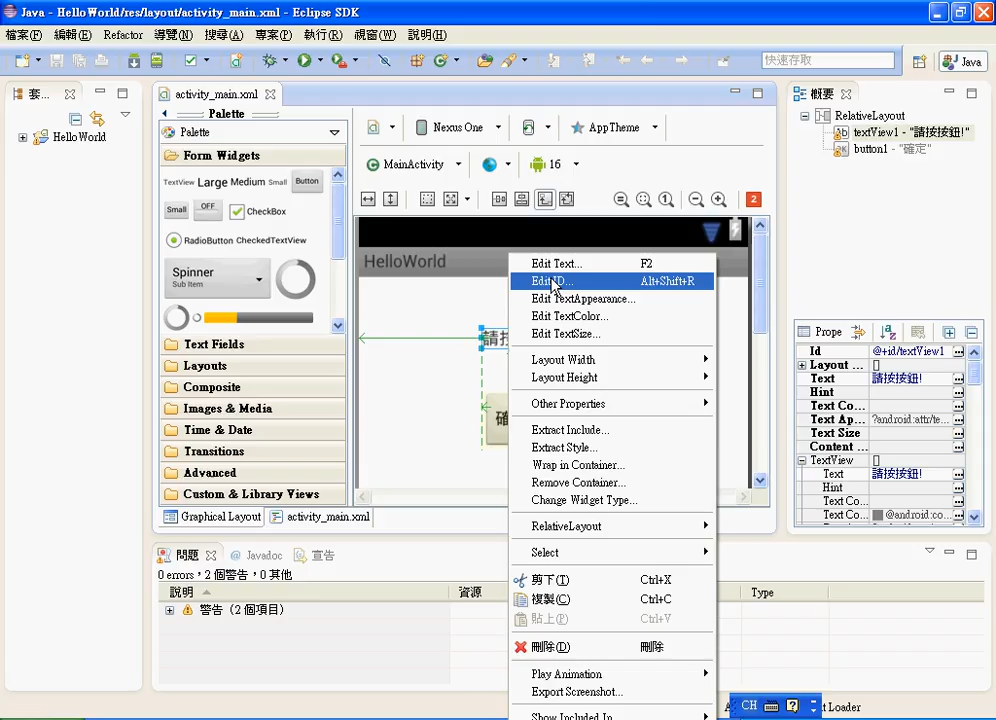 Java - HelloWorld/res/layout/activity_main.xml - Eclipse SDK
檔案(F) 編輯(E) Refactor 導覽(N) 搜尋(A) 專案(P) 執行(R) 視窗(W) 說明(H)
快速存取
Java
套...
HelloWorld
activity_main.xml
Palette
Palette
Form Widgets
TextView Large Medium Small Button
Small OFF CheckBox
RadioButton CheckedTextView
Spinner
Sub Item
Text Fields
Layouts
Composite
Images & Media
Time & Date
Transitions
Advanced
Custom & Library Views
Graphical Layout activity_main.xml
Nexus One AppTheme
MainActivity 16
2
HelloWorld
請按
確
Edit Text... F2
Edit ID... Alt+Shift+R
Edit TextAppearance...
Edit TextColor...
Edit TextSize...
Layout Width
Layout Height
Other Properties
Extract Include...
Extract Style...
Wrap in Container...
Remove Container...
Change Widget Type...
RelativeLayout
Select
剪下(T) Ctrl+X
複製(C) Ctrl+C
貼上(P) Ctrl+V
刪除(D) 刪除
Play Animation
Export Screenshot...
Show Included In
概要
RelativeLayout
textView1 - "請按按鈕!"
button1 - "確定"
Prope
Id @+id/textView1
Layout ... []
Text 請按按鈕!
Hint
Text Co...
Text Ap... ?android:attr/te...
Text Size
Content ...
TextView []
Text 請按按鈕!
Hint
Text Co...
Text Co... @android:co...
問題 Javadoc 宣告
0 errors，2 個警告，0 其他
說明 資源 Type
警告 (2 個項目)
CH
t Loader